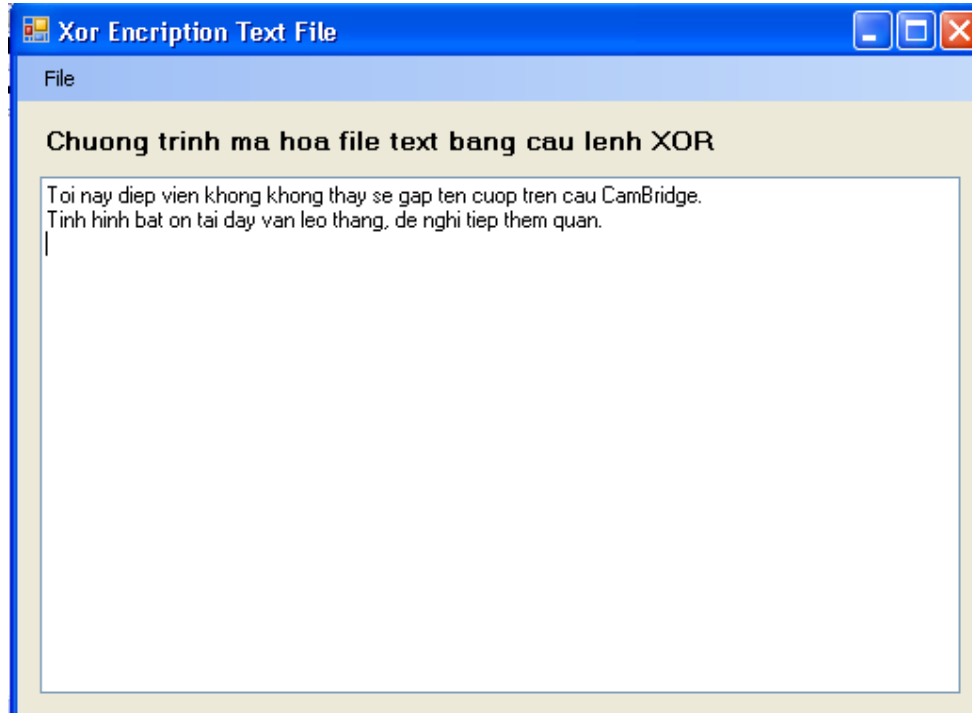 Xor Encription Text File
File
Chuong trinh ma hoa file text bang cau lenh XOR
Toi nay diep vien khong khong thay se gap ten cuop tren cau CamBridge.
Tinh hinh bat on tai day van leo thang, de nghi tiep them quan.